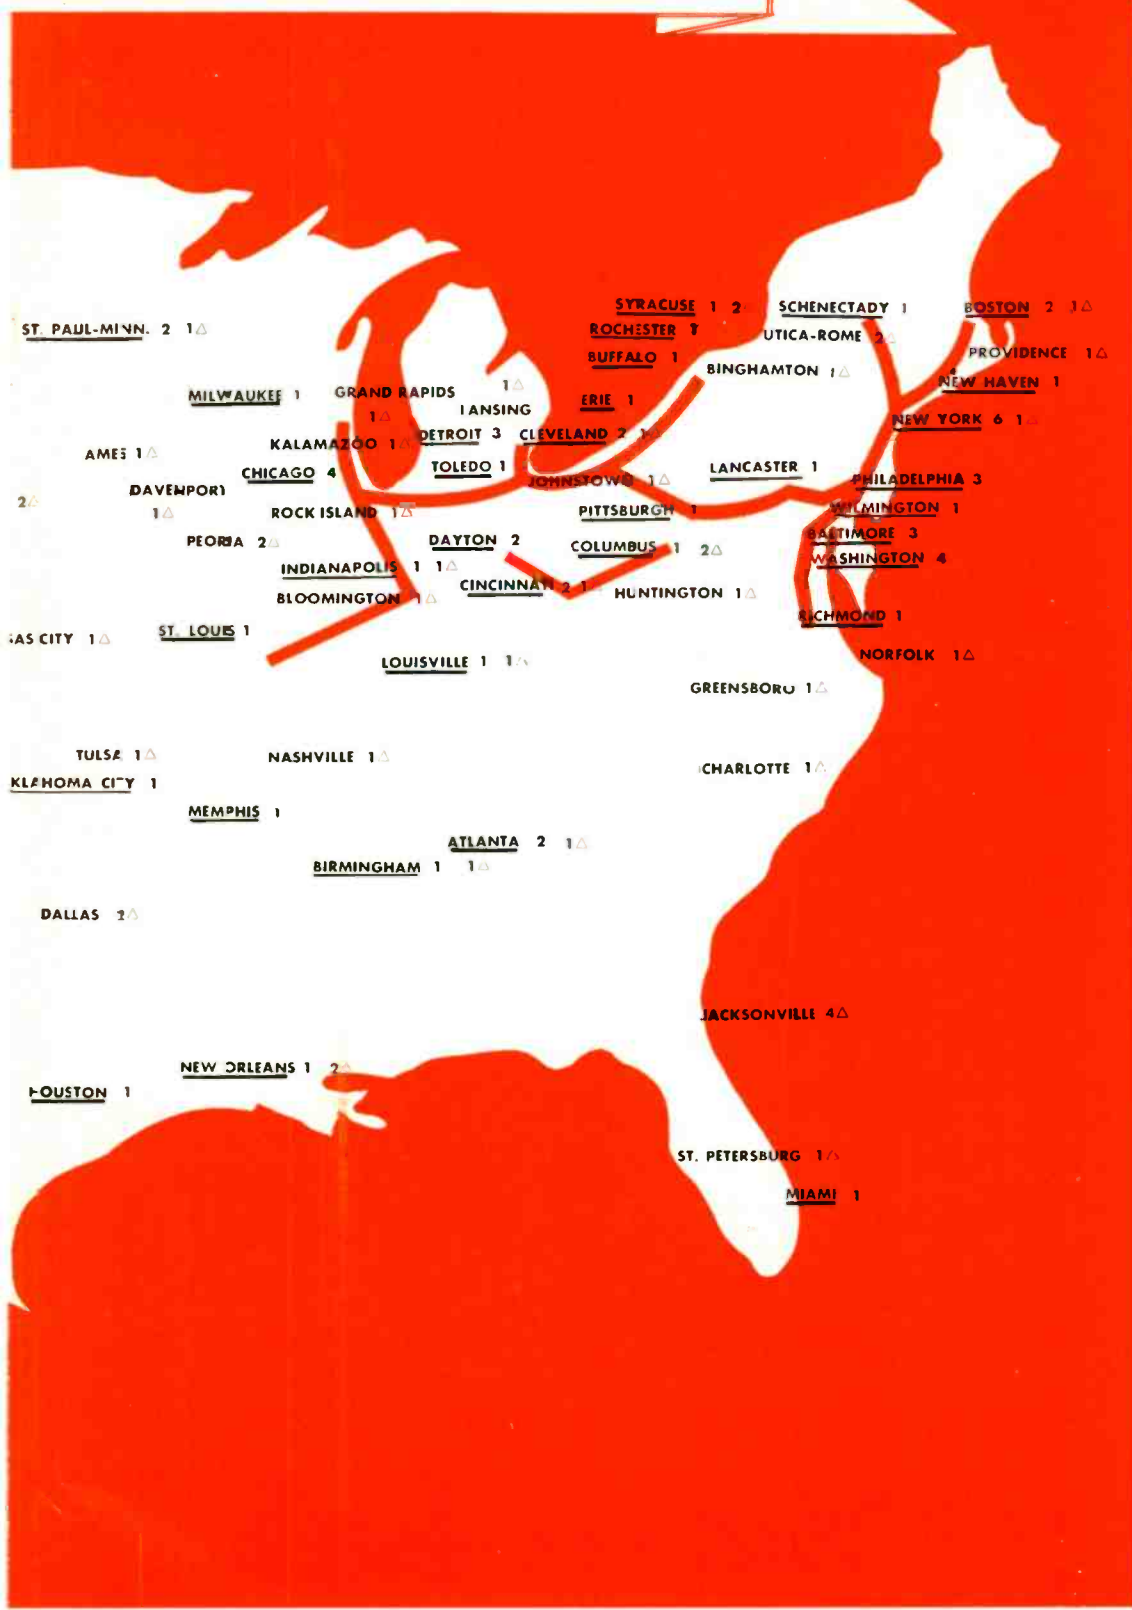 SYRACUSE 1 2
SCHENECTADY 1
BOSTON 2 1△
ST. PAUL-MINN. 2 1△
ROCHESTER 1
UTICA-ROME 2△
BUFFALO 1
PROVIDENCE 1△
BINGHAMTON 1△
NEW HAVEN 1
MILWAUKEE 1
GRAND RAPIDS
1△
1△
LANSING
ERIE 1
NEW YORK 6 1△
DETROIT 3
CLEVELAND 2 1△
KALAMAZOO 1△
AMES 1△
CHICAGO 4
TOLEDO 1
LANCASTER 1
JOHNSTOWN 1△
PHILADELPHIA 3
DAVENPORT
1△
2△
ROCK ISLAND 1△
PITTSBURGH 1
WILMINGTON 1
BALTIMORE 3
PEORIA 2△
DAYTON 2
COLUMBUS 1 2△
WASHINGTON 4
INDIANAPOLIS 1 1△
CINCINNATI 2 1△
HUNTINGTON 1△
BLOOMINGTON 1△
RICHMOND 1
AS CITY 1△
ST. LOUIS 1
LOUISVILLE 1 1△
NORFOLK 1△
GREENSBORO 1△
TULSA 1△
NASHVILLE 1△
CHARLOTTE 1△
KLAHOMA CITY 1
MEMPHIS 1
ATLANTA 2 1△
BIRMINGHAM 1 1△
DALLAS 2△
JACKSONVILLE 4△
NEW ORLEANS 1 2△
HOUSTON 1
ST. PETERSBURG 1△
MIAMI 1